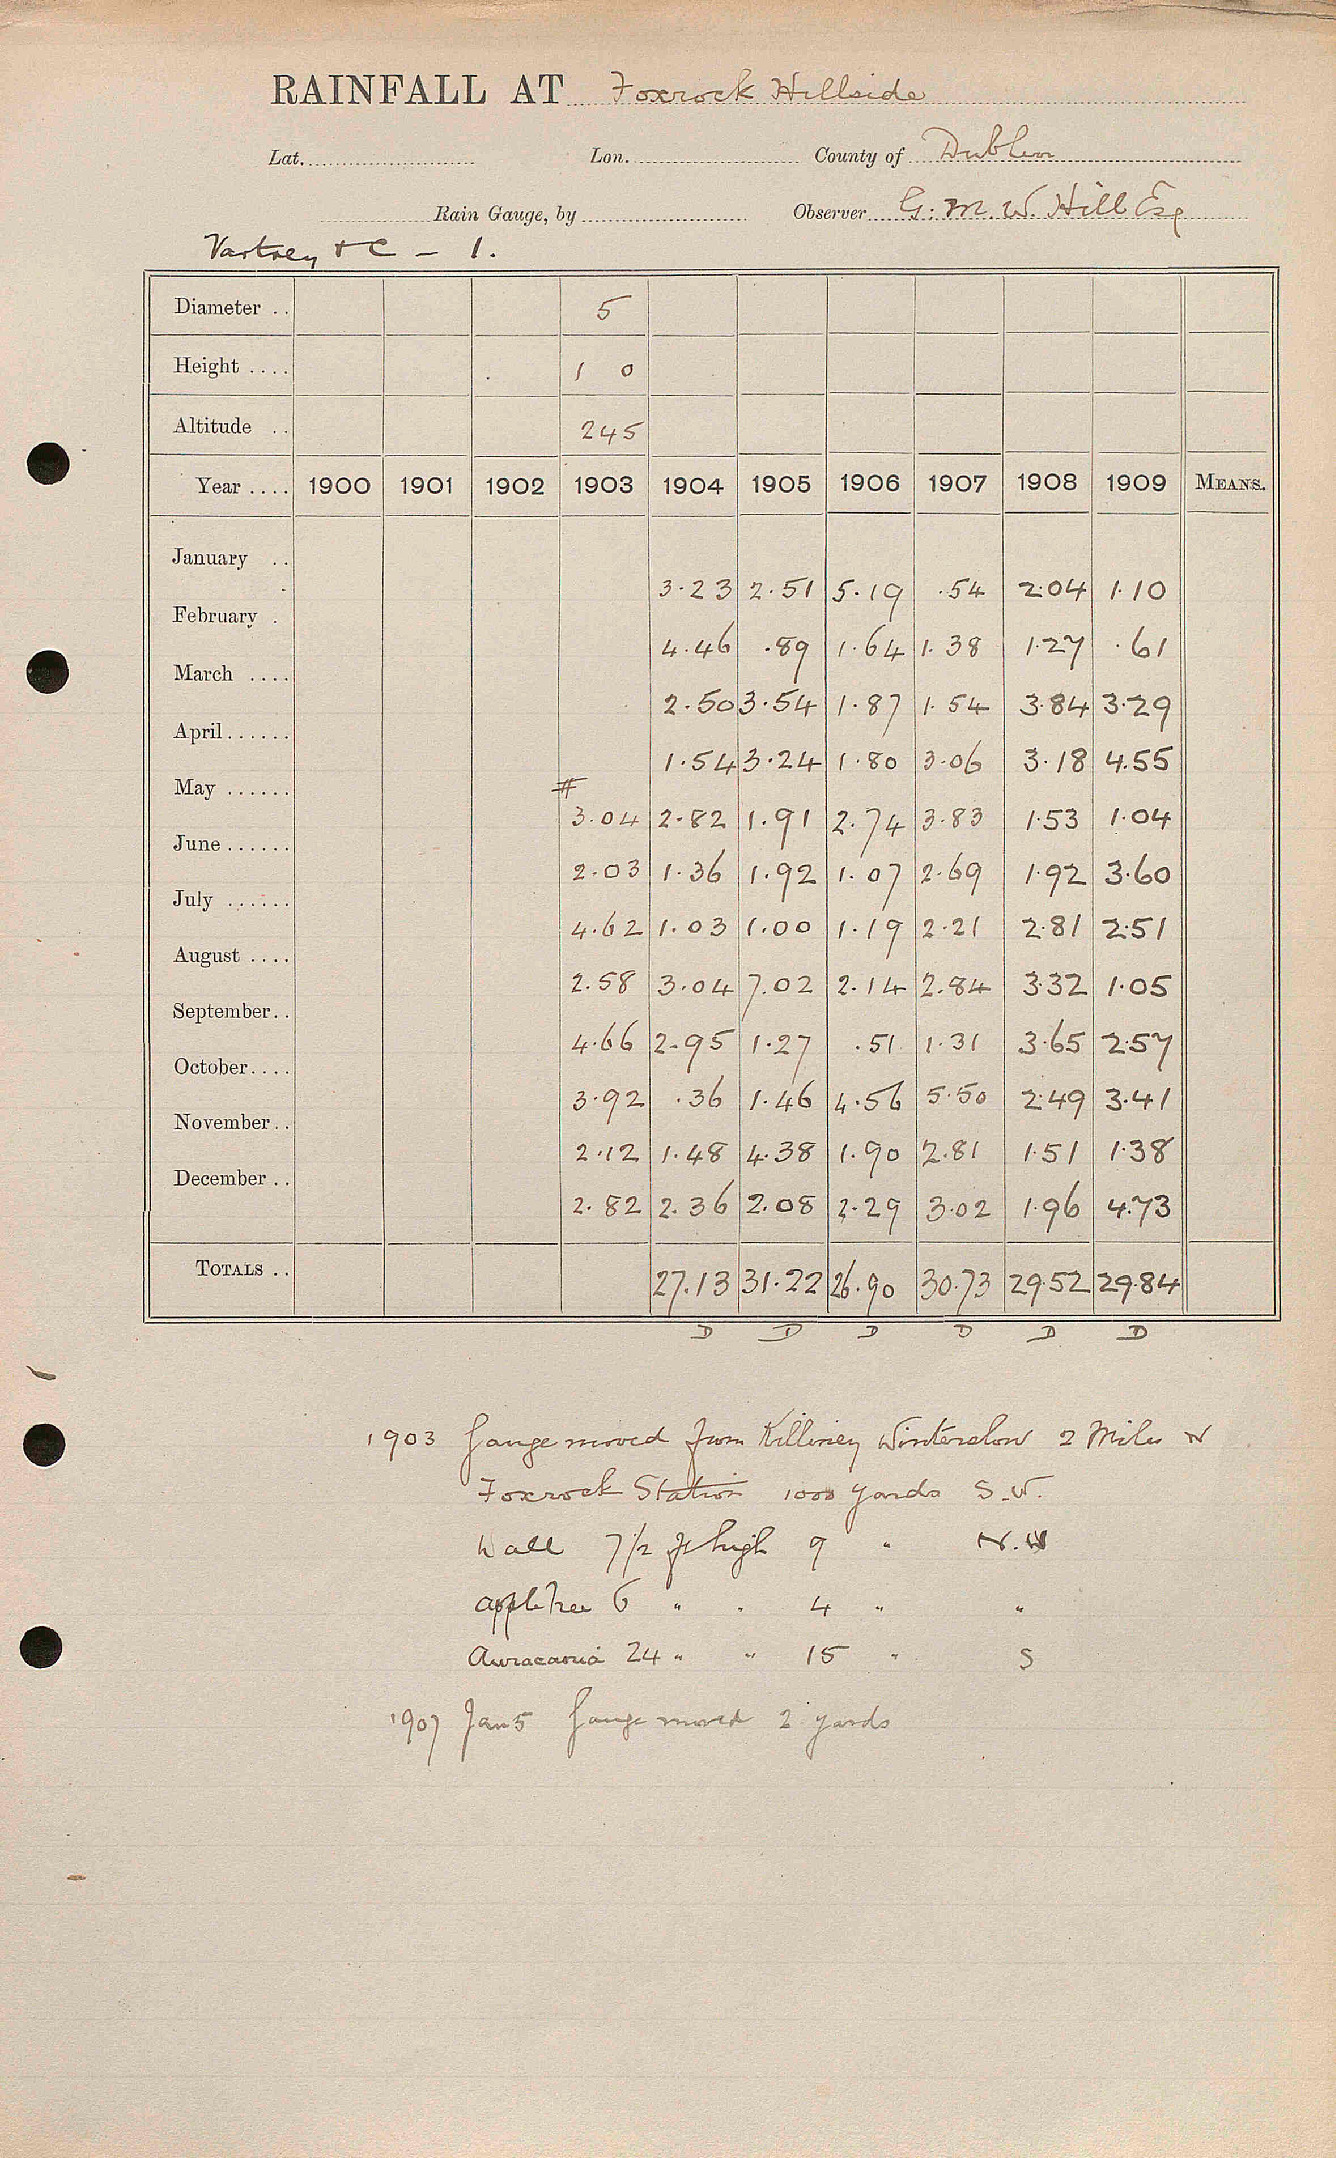 RAINFALL AT Foxrock Hillside
Lat. Lon. County of Dublin
Rain Gauge, by Observer G. M. W. Hill Esq
Vartrey & C - 1.
Diameter .. 5
Height .... 1 0
Altitude .. 245
Year .... 1900 1901 1902 1903 1904 1905 1906 1907 1908 1909 MEANS.
January .. 3.23 2.51 5.19 .54 2.04 1.10
February . 4.46 .89 1.64 1.38 1.27 .61
March .... 2.50 3.54 1.87 1.54 3.84 3.29
April ...... 1.54 3.24 1.80 3.06 3.18 4.55
May ...... # 3.04 2.82 1.91 2.74 3.83 1.53 1.04
June ...... 2.03 1.36 1.92 1.07 2.69 1.92 3.60
July ...... 4.62 1.03 1.00 1.19 2.21 2.81 2.51
August .... 2.58 3.04 7.02 2.14 2.84 3.32 1.05
September .. 4.66 2.95 1.27 .51 1.31 3.65 2.57
October .... 3.92 .36 1.46 4.56 5.50 2.49 3.41
November .. 2.12 1.48 4.38 1.90 2.81 1.51 1.38
December .. 2.82 2.36 2.08 2.29 3.02 1.96 4.73
TOTALS .. 27.13 31.22 26.90 30.73 29.52 29.84
D D D D D D
1903 Gauge moved from Killiney Winterslow 2 Miles N
Foxrock Station 1000 yards S.W.
Wall 7 1/2 ft high 9 " N.W
apple tree 6 " " 4 " "
Auracaria 24 " " 15 " S
1907 Jan 5 Gauge moved 2 yards